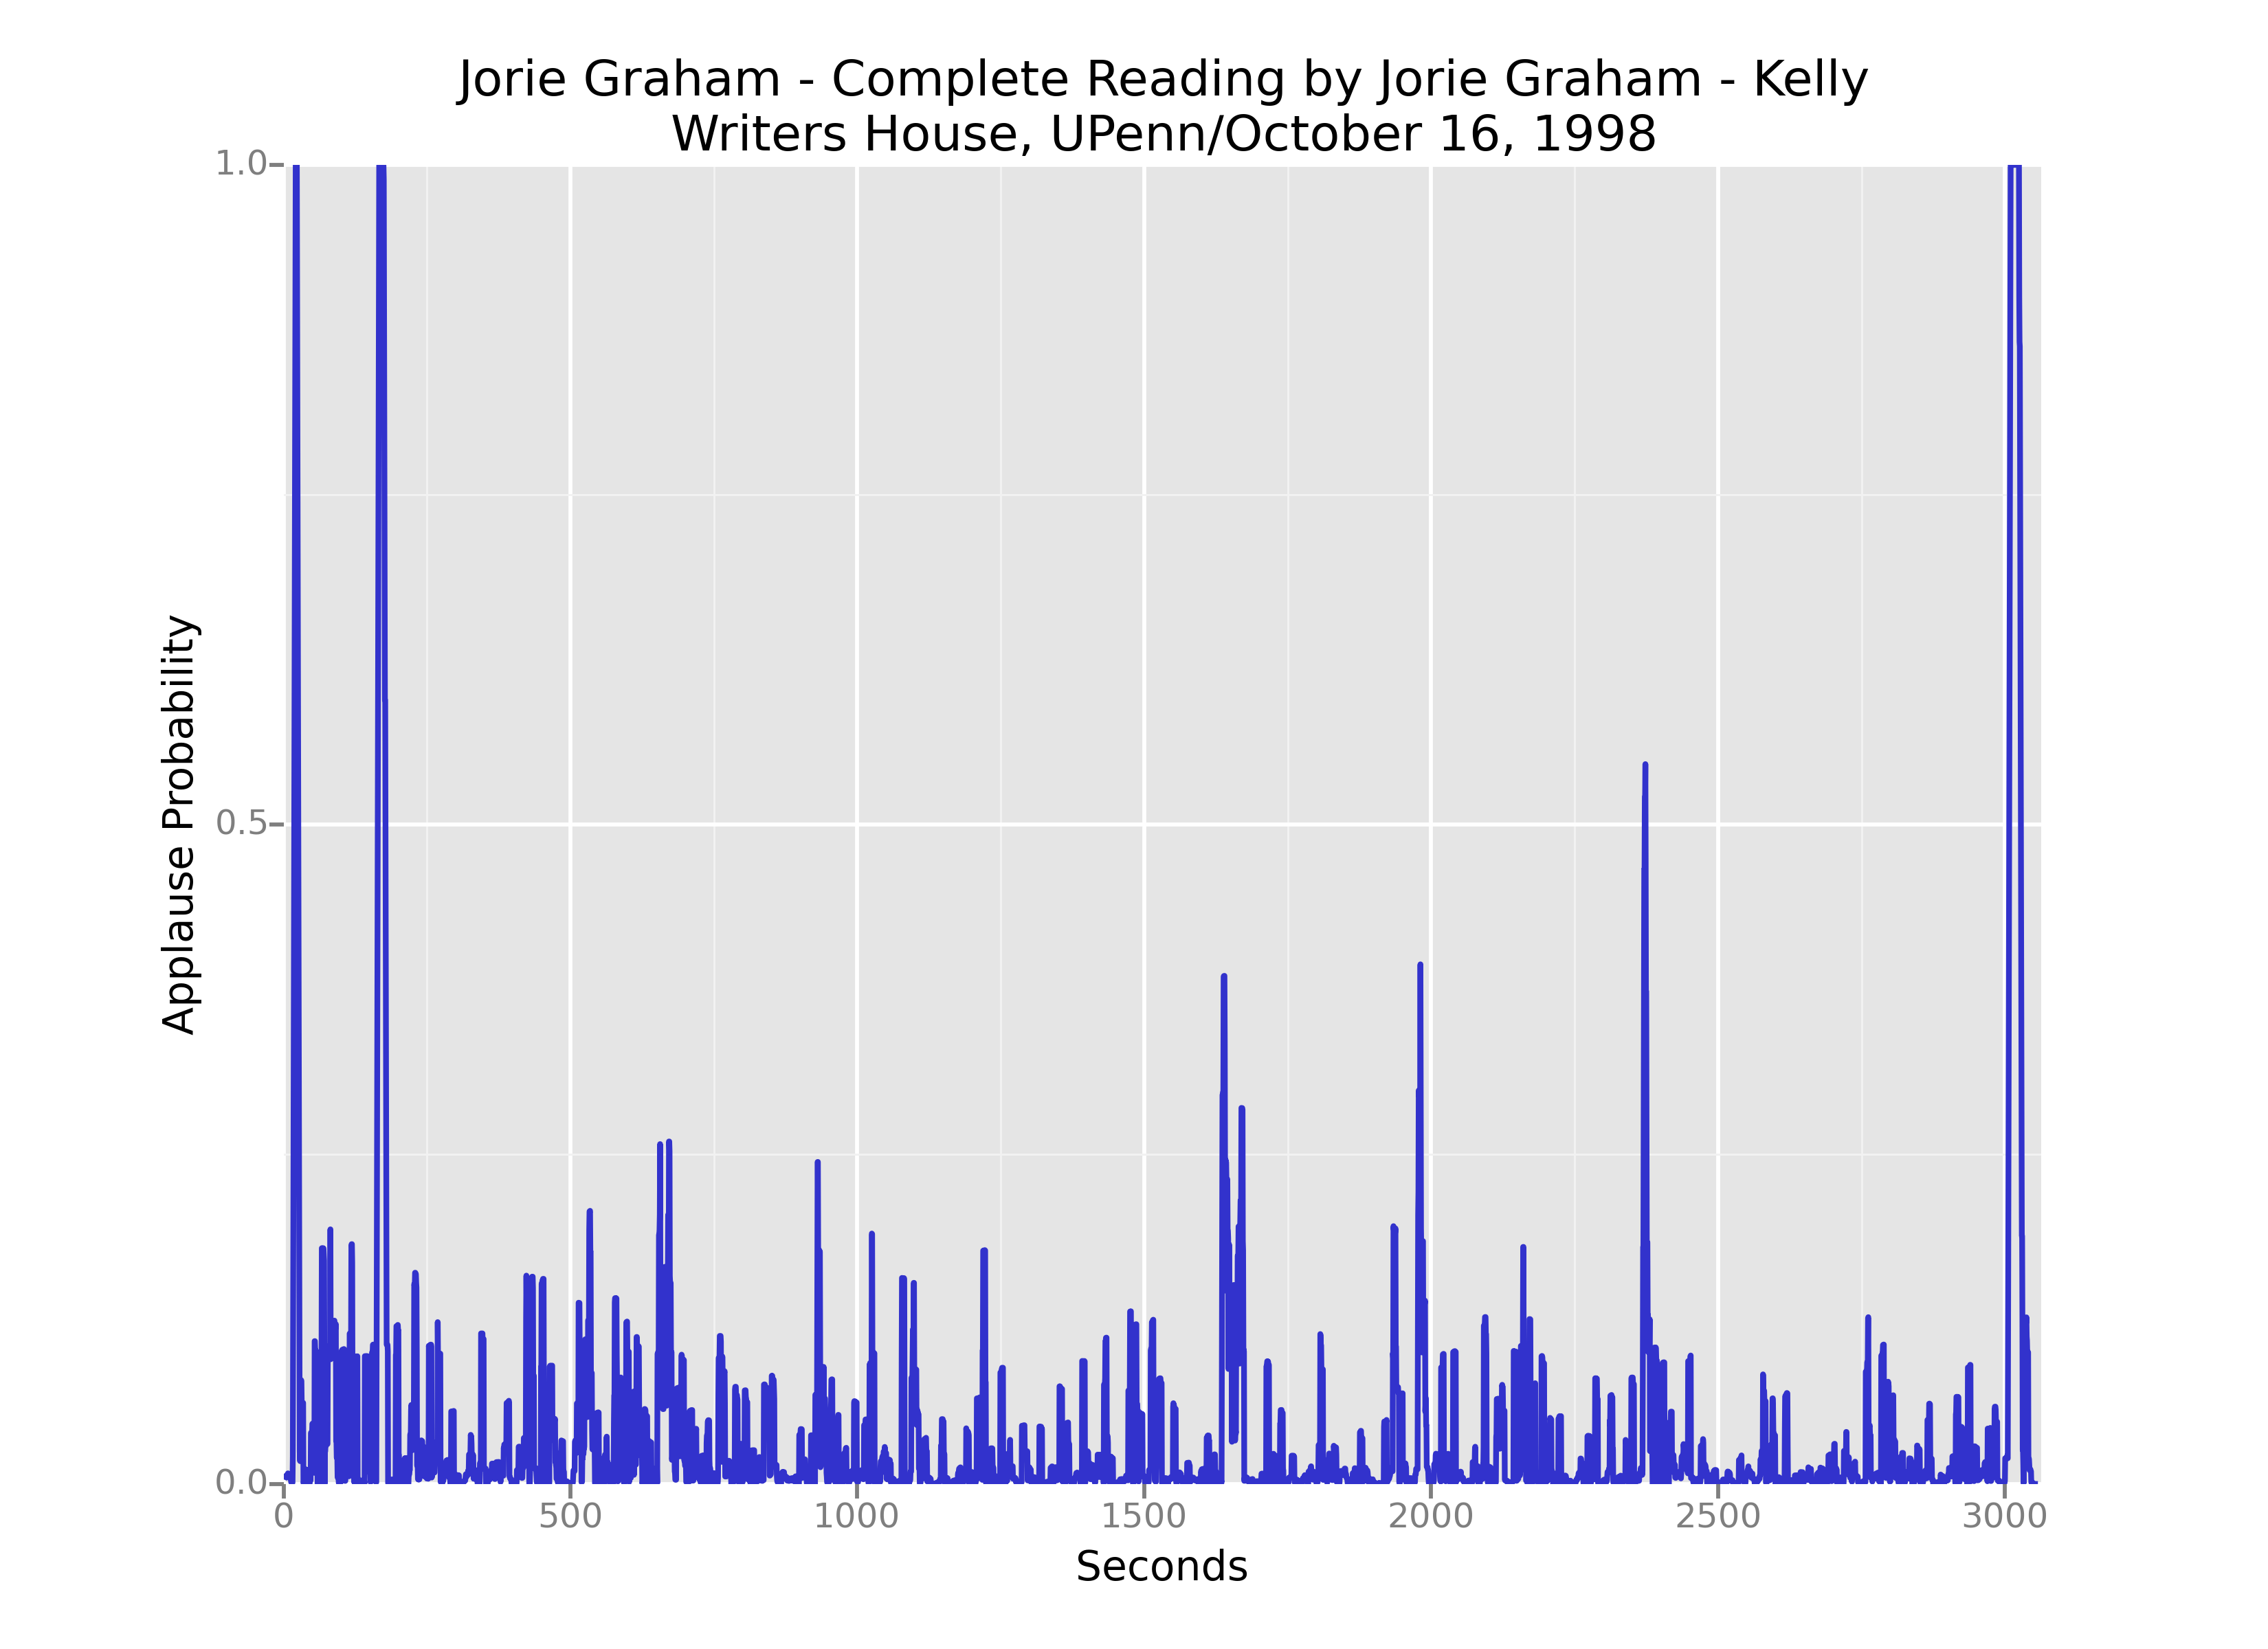 Jorie Graham - Complete Reading by Jorie Graham - Kelly
Writers House, UPenn/October 16, 1998
1.0
0.5
0.0
Applause Probability
0
500
1000
1500
2000
2500
3000
Seconds